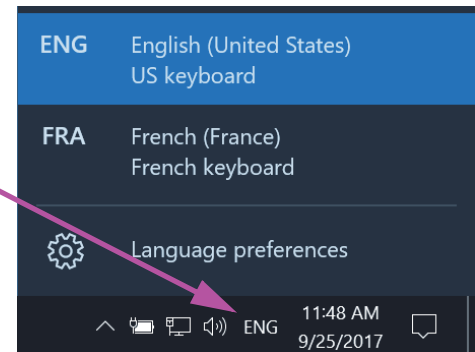 ENG English (United States)
US keyboard
FRA French (France)
French keyboard
Language preferences
ENG 11:48 AM
9/25/2017